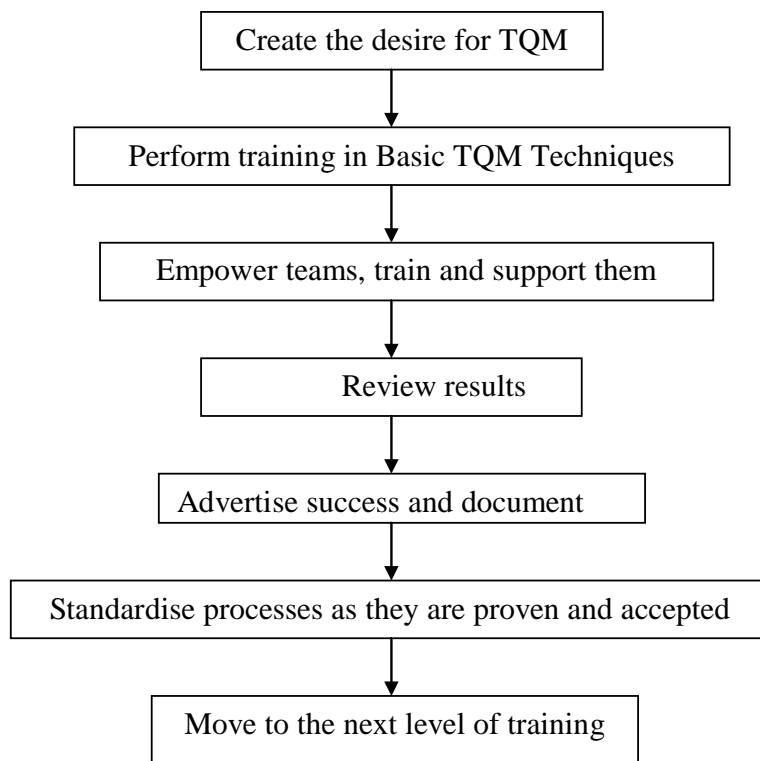 Create the desire for TQM
Perform training in Basic TQM Techniques
Empower teams, train and support them
Review results
Advertise success and document
Standardise processes as they are proven and accepted
Move to the next level of training